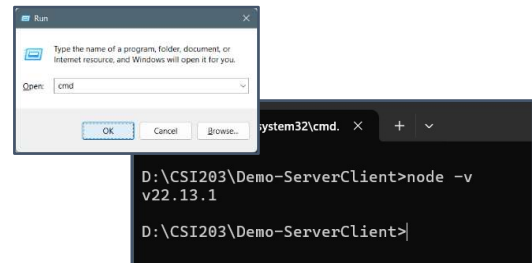 Run
Type the name of a program, folder, document, or
Internet resource, and Windows will open it for you.
Open:
cmd
OK
Cancel
Browse...
system32\cmd.
D:\CSI203\Demo-ServerClient>node -v
v22.13.1
D:\CSI203\Demo-ServerClient>